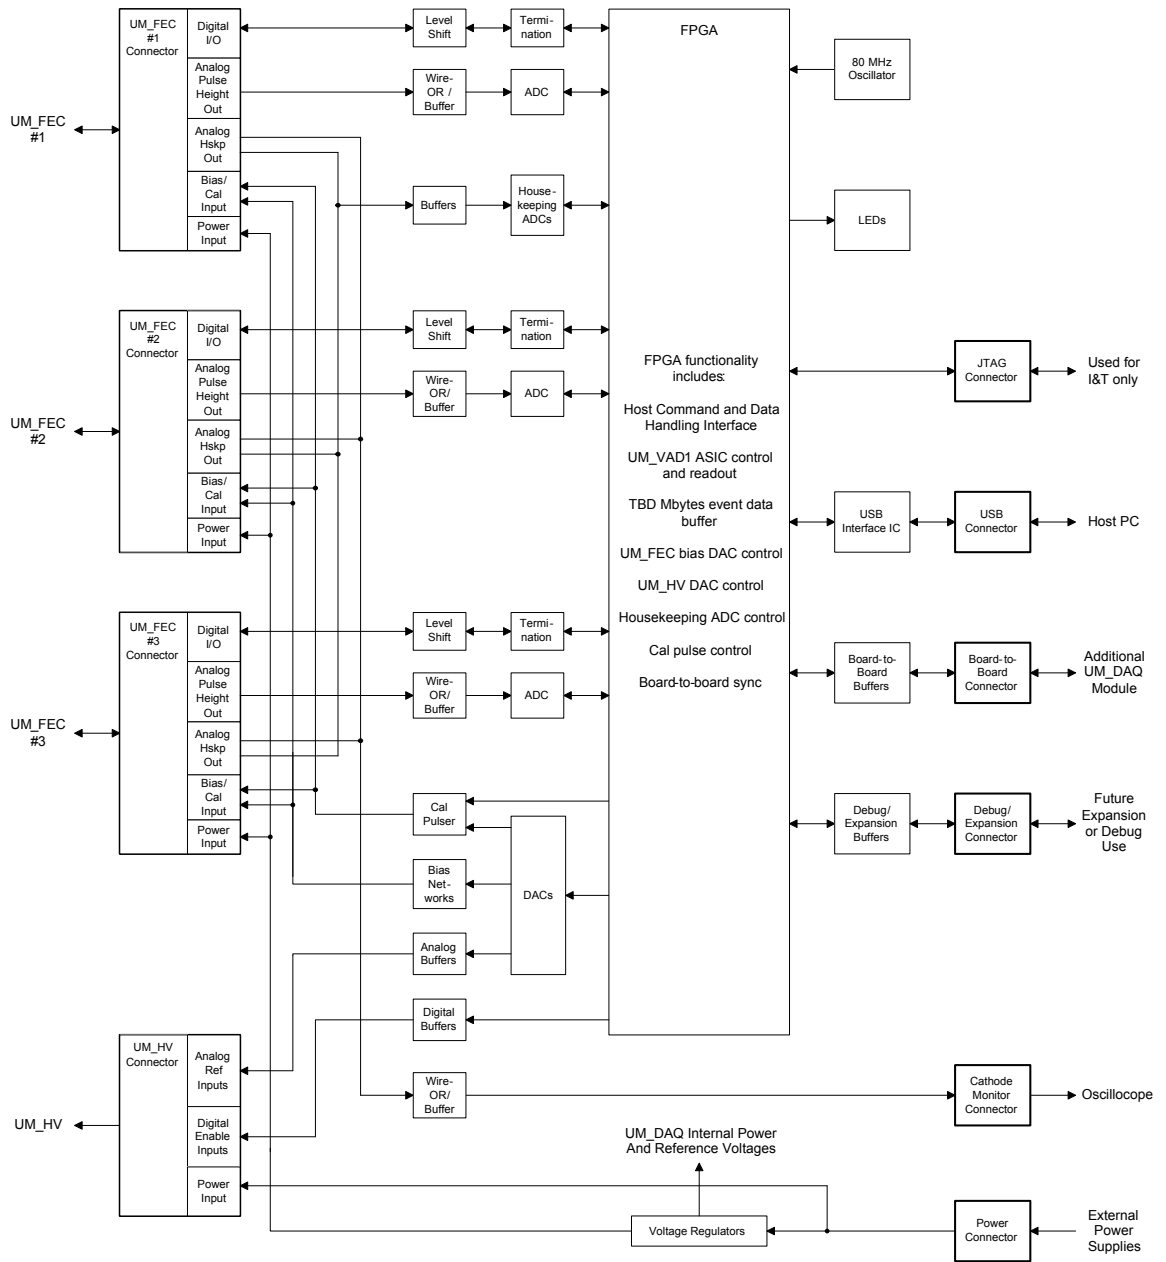 UM_FEC
#1
UM_FEC
#1
Connector
Digital
I/O
Analog
Pulse
Height
Out
Analog
Hskp
Out
Bias/
Cal
Input
Power
Input
Level
Shift
Termi-
nation
Wire-
OR /
Buffer
ADC
Buffers
House-
keeping
ADCs
FPGA
80 MHz
Oscillator
LEDs
UM_FEC
#2
UM_FEC
#2
Connector
Digital
I/O
Analog
Pulse
Height
Out
Analog
Hskp
Out
Bias/
Cal
Input
Power
Input
Level
Shift
Termi-
nation
Wire-
OR/
Buffer
ADC
FPGA functionality
includes:
Host Command and Data
Handling Interface
UM_VAD1 ASIC control
and readout
TBD Mbytes event data
buffer
UM_FEC bias DAC control
UM_HV DAC control
Housekeeping ADC control
Cal pulse control
Board-to-board sync
JTAG
Connector
Used for
I&T only
USB
Interface IC
USB
Connector
Host PC
UM_FEC
#3
UM_FEC
#3
Connector
Digital
I/O
Analog
Pulse
Height
Out
Analog
Hskp
Out
Bias/
Cal
Input
Power
Input
Level
Shift
Termi-
nation
Wire-
OR/
Buffer
ADC
Board-to-
Board
Buffers
Board-to-
Board
Connector
Additional
UM_DAQ
Module
Cal
Pulser
Bias
Net-
works
DACs
Analog
Buffers
Digital
Buffers
Debug/
Expansion
Buffers
Debug/
Expansion
Connector
Future
Expansion
or Debug
Use
UM_HV
UM_HV
Connector
Analog
Ref
Inputs
Digital
Enable
Inputs
Power
Input
Wire-
OR/
Buffer
Cathode
Monitor
Connector
Oscillocope
UM_DAQ Internal Power
And Reference Voltages
Voltage Regulators
Power
Connector
External
Power
Supplies